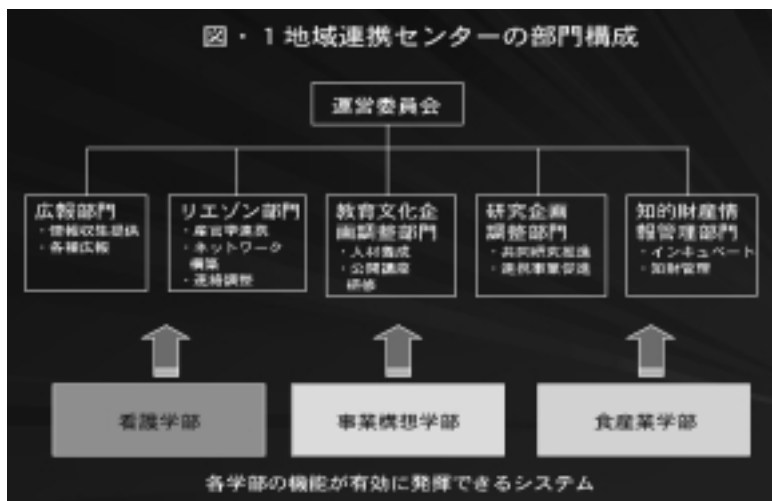 図・1地域連携センターの部門構成
運営委員会
広報部門
・情報収集提供
・各種広報
リエゾン部門
・産官学連携
・ネットワーク
構築
・連絡調整
教育文化企
画調整部門
・人材養成
・公開講座
研修
研究企画
調整部門
・共同研究推進
・連携事業促進
知的財産情
報管理部門
・インキュベート
・知財管理
看護学部
事業構想学部
食産業学部
各学部の機能が有効に発揮できるシステム